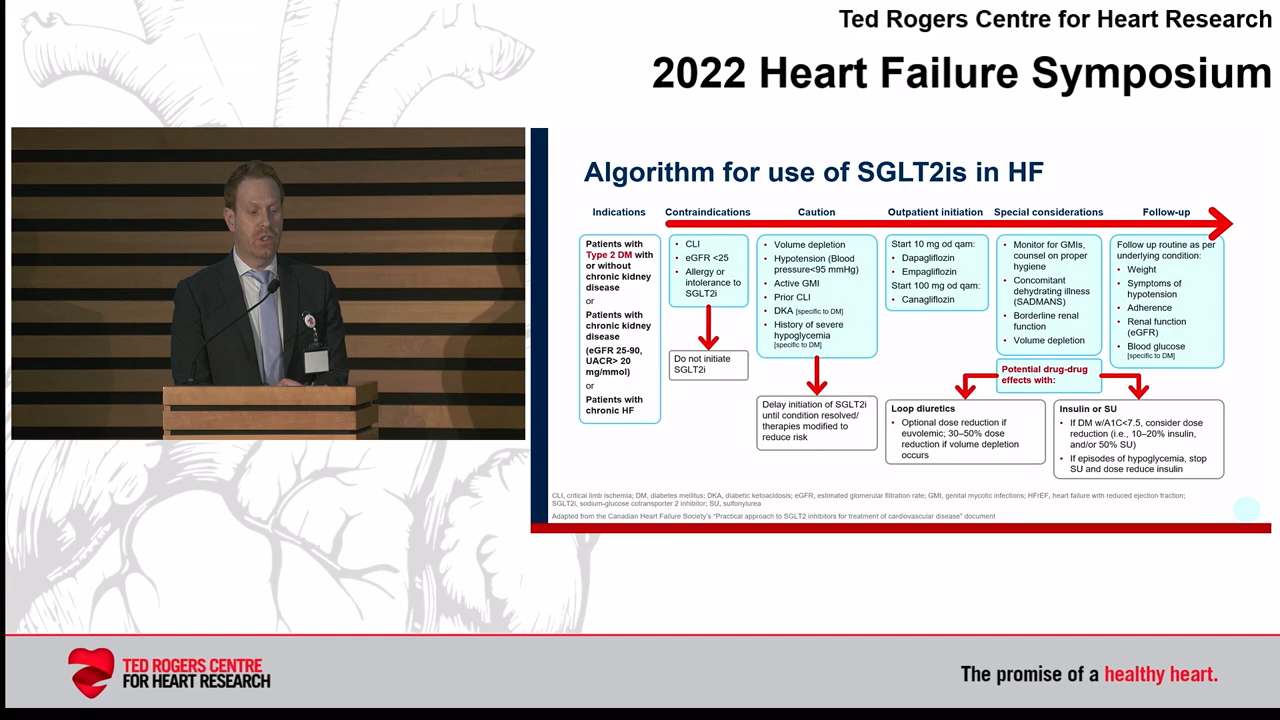 Ted Rogers Centre for Heart Research
2022 Heart Failure Symposium
Algorithm for use of SGLT2is in HF
Indications
Patients with
Type 2 DM with
or without
chronic kidney
disease
or
Patients with
chronic kidney
disease
(eGFR 25-90,
UACR> 20
mg/mmol)
or
Patients with
chronic HF
Contraindications
• CLI
• eGFR <25
• Allergy or
intolerance to
SGLT2i
Do not initiate
SGLT2i
Caution
• Volume depletion
• Hypotension (Blood
pressure<95 mmHg)
• Active GMI
• Prior CLI
• DKA [specific to DM]
• History of severe
hypoglycemia
[specific to DM]
Delay initiation of SGLT2i
until condition resolved/
therapies modified to
reduce risk
Outpatient initiation
Start 10 mg od qam:
• Dapagliflozin
• Empagliflozin
Start 100 mg od qam:
• Canagliflozin
Special considerations
• Monitor for GMIs,
counsel on proper
hygiene
• Concomitant
dehydrating illness
(SADMANS)
• Borderline renal
function
• Volume depletion
Potential drug-drug
effects with:
Follow-up
Follow up routine as per
underlying condition:
• Weight
• Symptoms of
hypotension
• Adherence
• Renal function
(eGFR)
• Blood glucose
[specific to DM]
Loop diuretics
• Optional dose reduction if
euvolemic; 30–50% dose
reduction if volume depletion
occurs
Insulin or SU
• If DM w/A1C<7.5, consider dose
reduction (i.e., 10–20% insulin,
and/or 50% SU)
• If episodes of hypoglycemia, stop
SU and dose reduce insulin
CLI, critical limb ischemia; DM, diabetes mellitus; DKA, diabetic ketoacidosis; eGFR, estimated glomerular filtration rate; GMI, genital mycotic infections; HFrEF, heart failure with reduced ejection fraction;
SGLT2i, sodium-glucose cotransporter 2 inhibitor; SU, sulfonylurea
Adapted from the Canadian Heart Failure Society's "Practical approach to SGLT2 inhibitors for treatment of cardiovascular disease" document
TED ROGERS CENTRE
FOR HEART RESEARCH
The promise of a healthy heart.